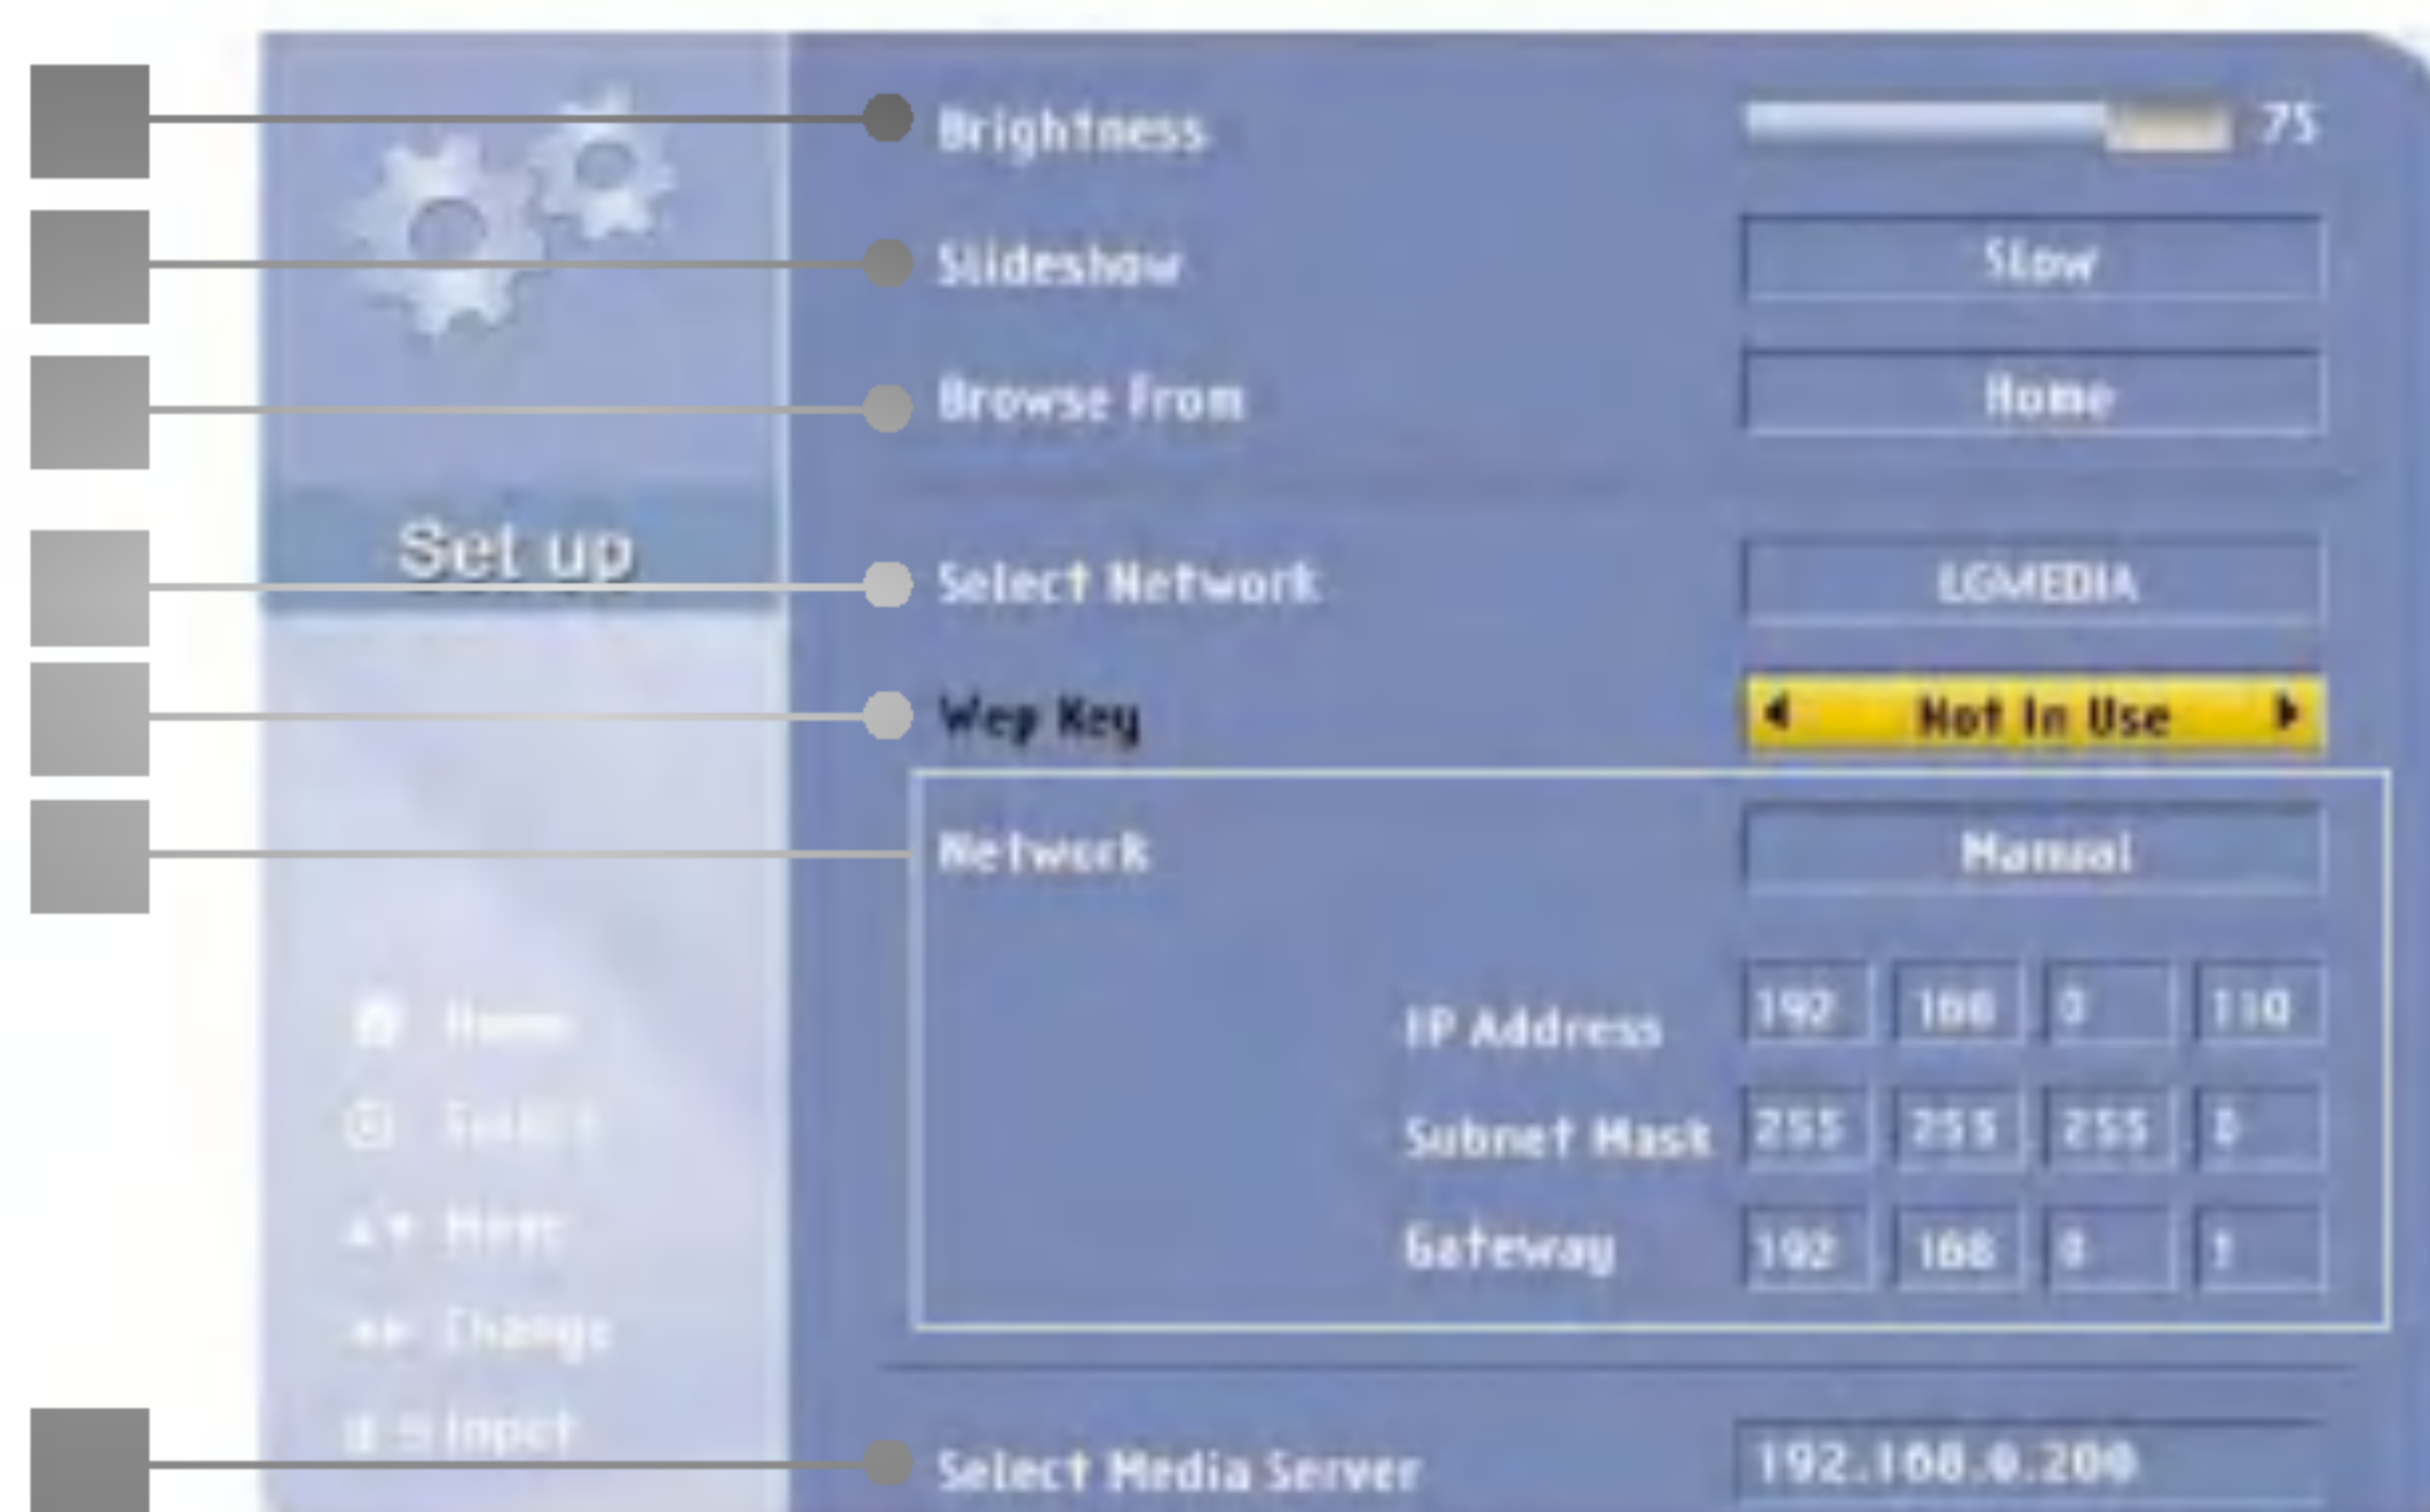 Brightness 75
Slideshow Slow
Browse From Home
Set up
Select Network LGMEDIA
Wep Key Not In Use
Network Manual
IP Address 192 168 0 110
Subnet Mask 255 255 255 0
Gateway 192 168 0 1
Home
Select
Move
Change
Input
Select Media Server 192.168.0.200